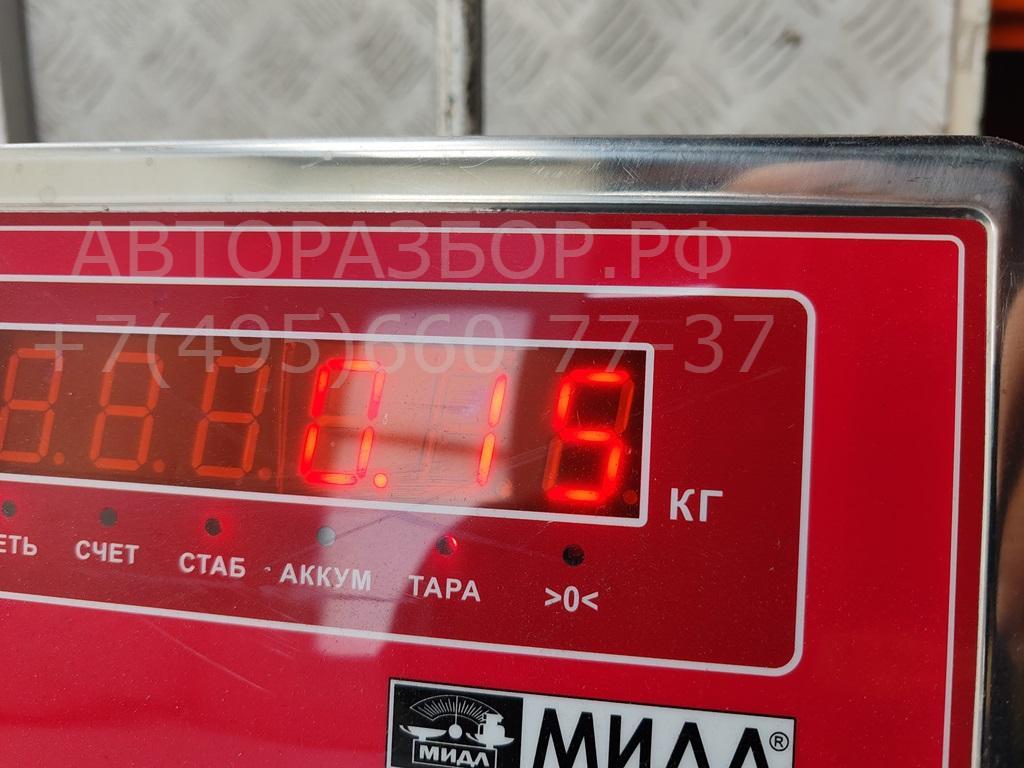 АВТОРАЗБОР.РФ
+7(495)660-77-37
0.15
КГ
ЕТЬ СЧЕТ СТАБ АККУМ ТАРА >0<
МИДЛ МИДЛ®